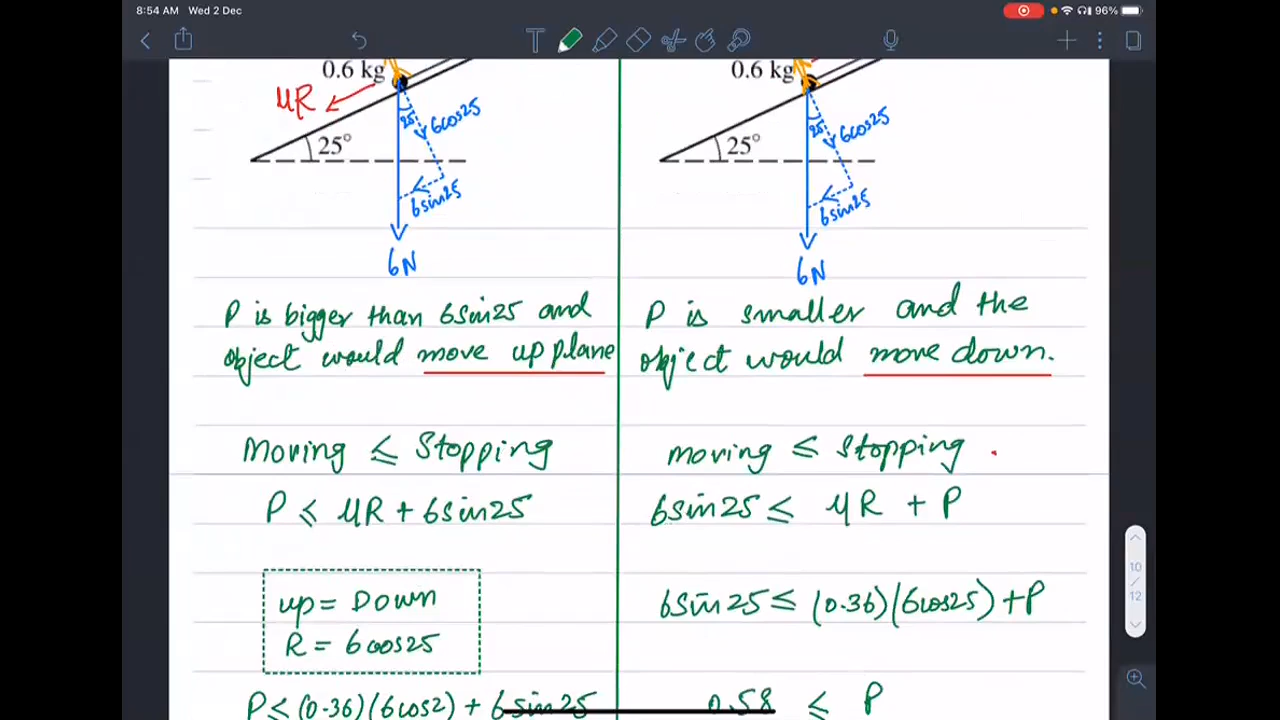 8:54 AM Wed 2 Dec
96%
0.6 kg
μR
25
6cos25
25°
6sin25
6N
P is bigger than 6sin25 and
object would move up plane
Moving ⩽ Stopping
P ⩽ μR + 6sin25
up = Down
R = 6cos25
P ⩽ (0.36)(6cos2) + 6sin25
0.6 kg
25
6cos25
25°
6sin25
6N
P is smaller and the
object would move down.
moving ⩽ stopping
6sin25 ⩽ μR + P
6sin25 ⩽ (0.36)(6cos25) + P
0.58 ⩽ P
10
/
12